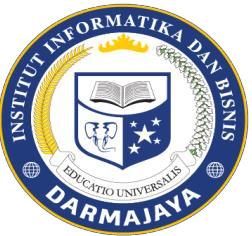 INSTITUT INFORMATIKA DAN BISNIS
EDUCATIO UNIVERSALIS
DARMAJAYA